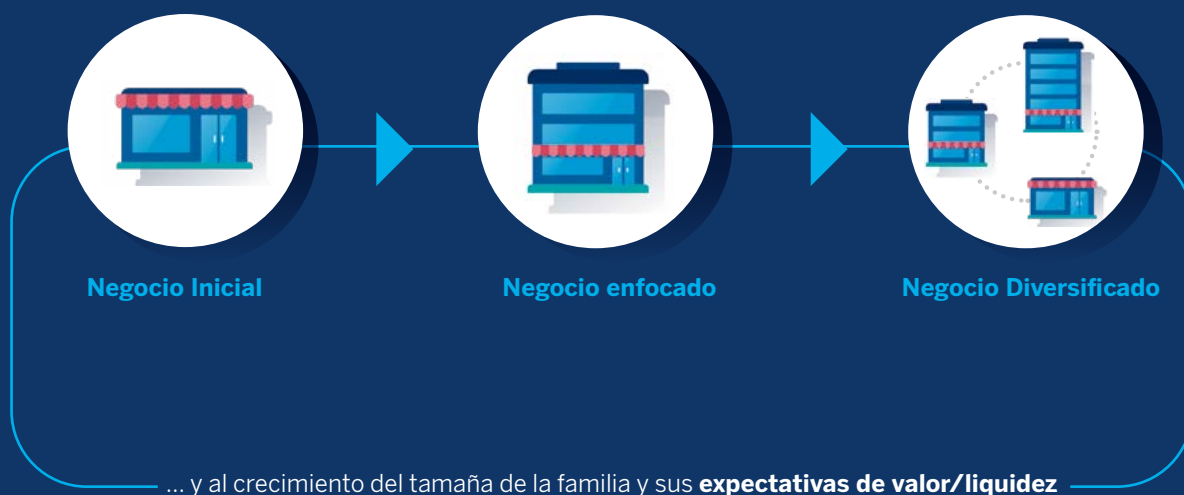 Negocio Inicial
Negocio enfocado
Negocio Diversificado
... y al crecimiento del tamaña de la familia y sus expectativas de valor/liquidez